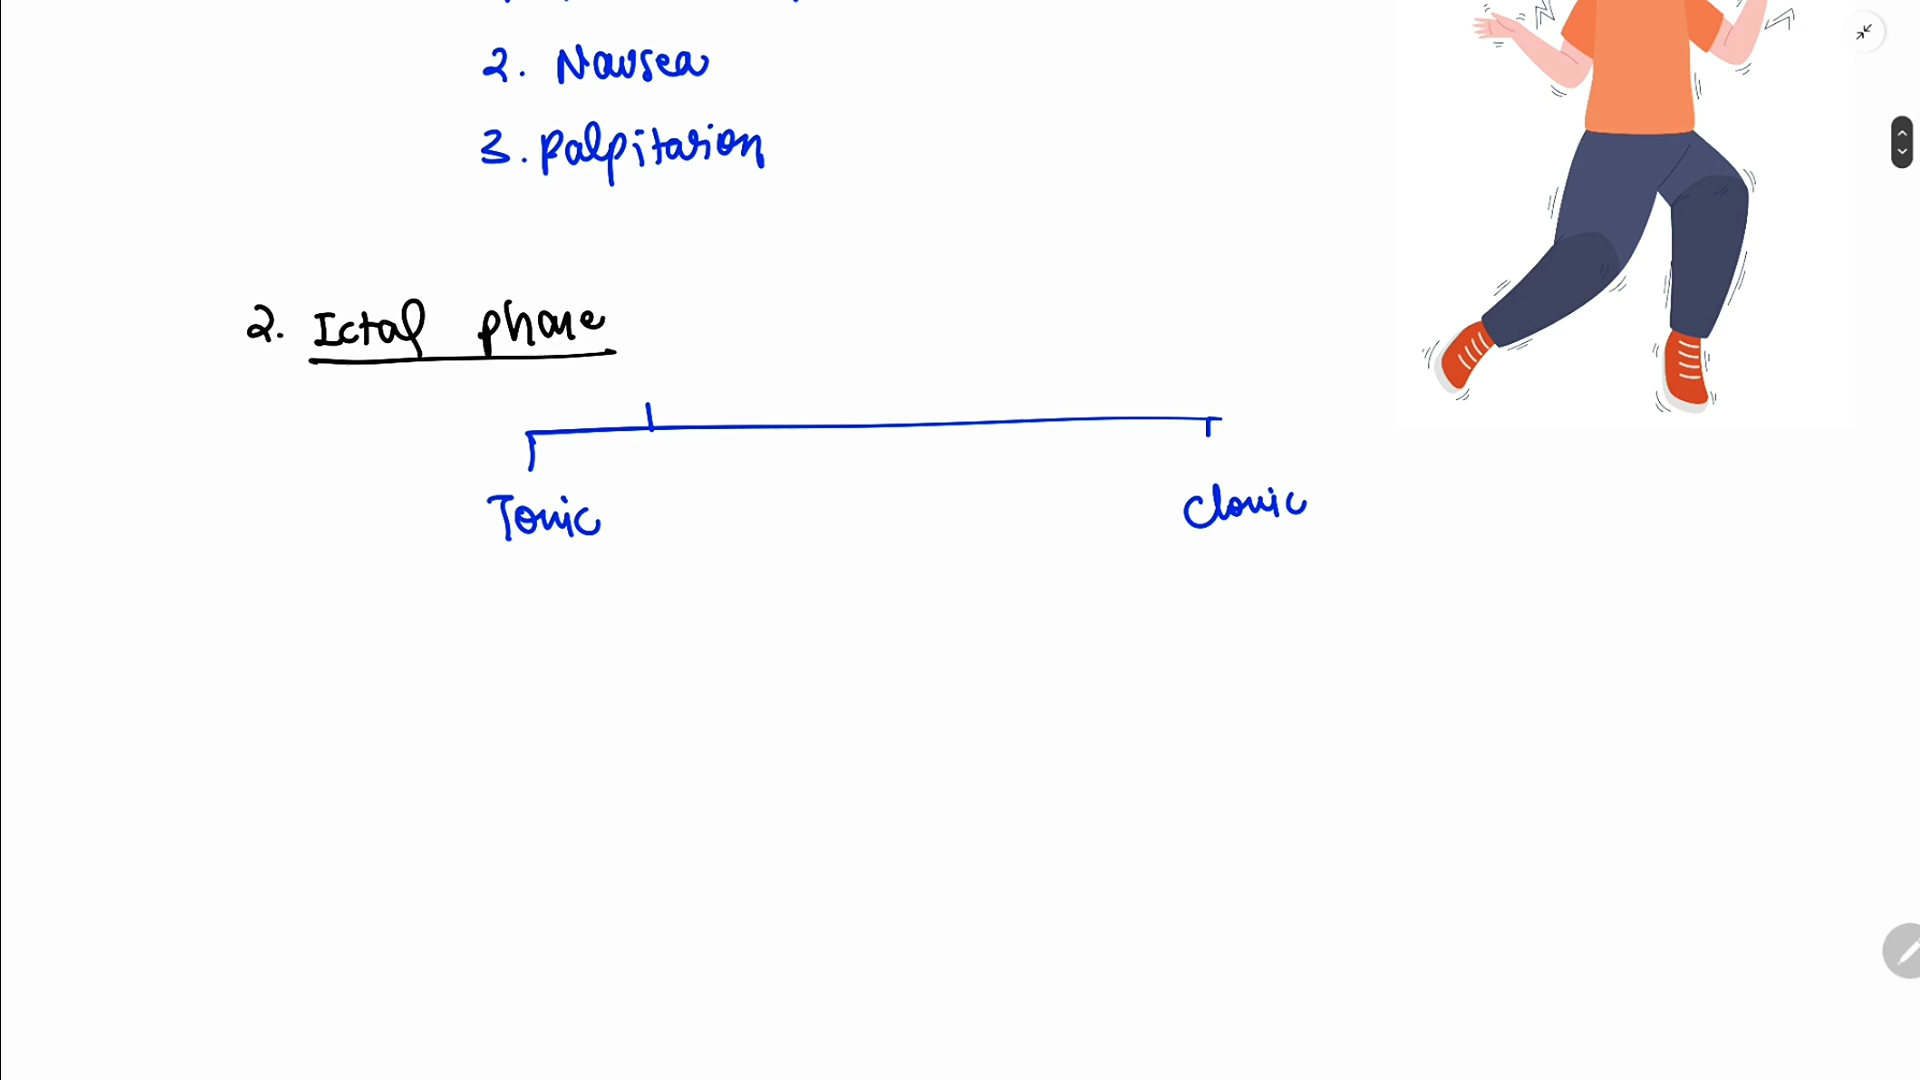 2. Nausea
3. Palpitation
2. Ictal phase
Tonic
Clonic